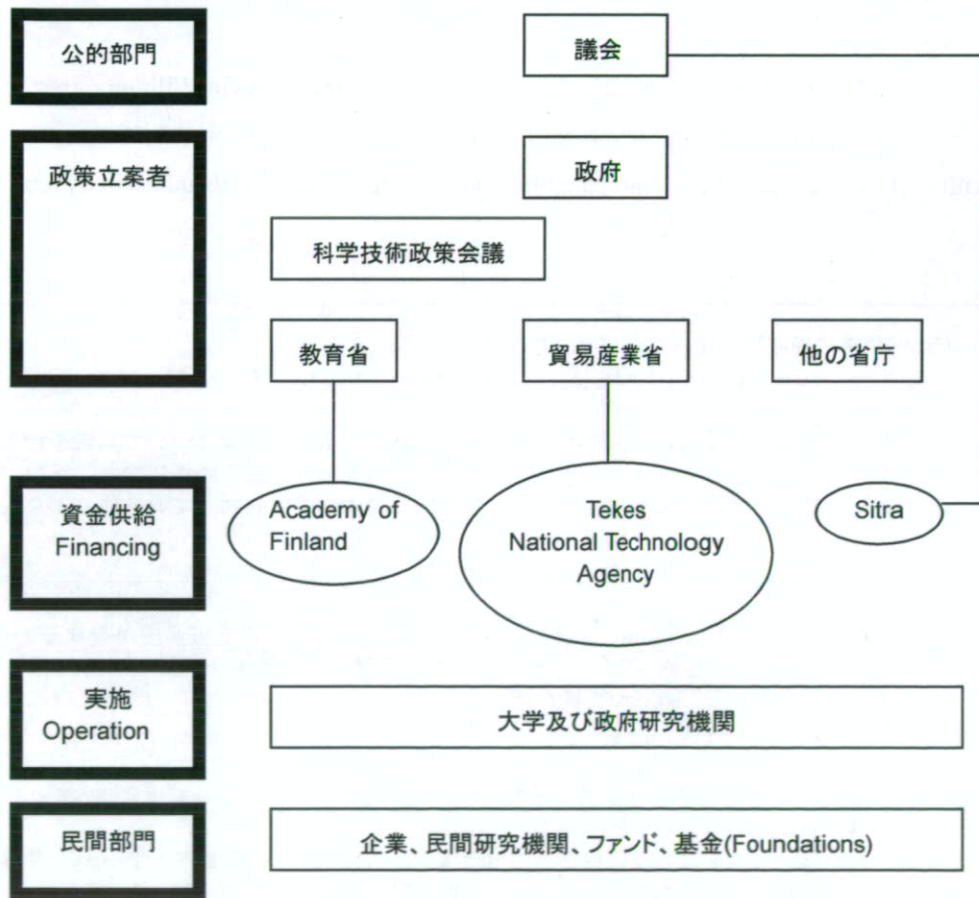 公的部門
議会
政策立案者
政府
科学技術政策会議
教育省
貿易産業省
他の省庁
資金供給
Financing
Academy of
Finland
Tekes
National Technology
Agency
Sitra
実施
Operation
大学及び政府研究機関
民間部門
企業、民間研究機関、ファンド、基金(Foundations)